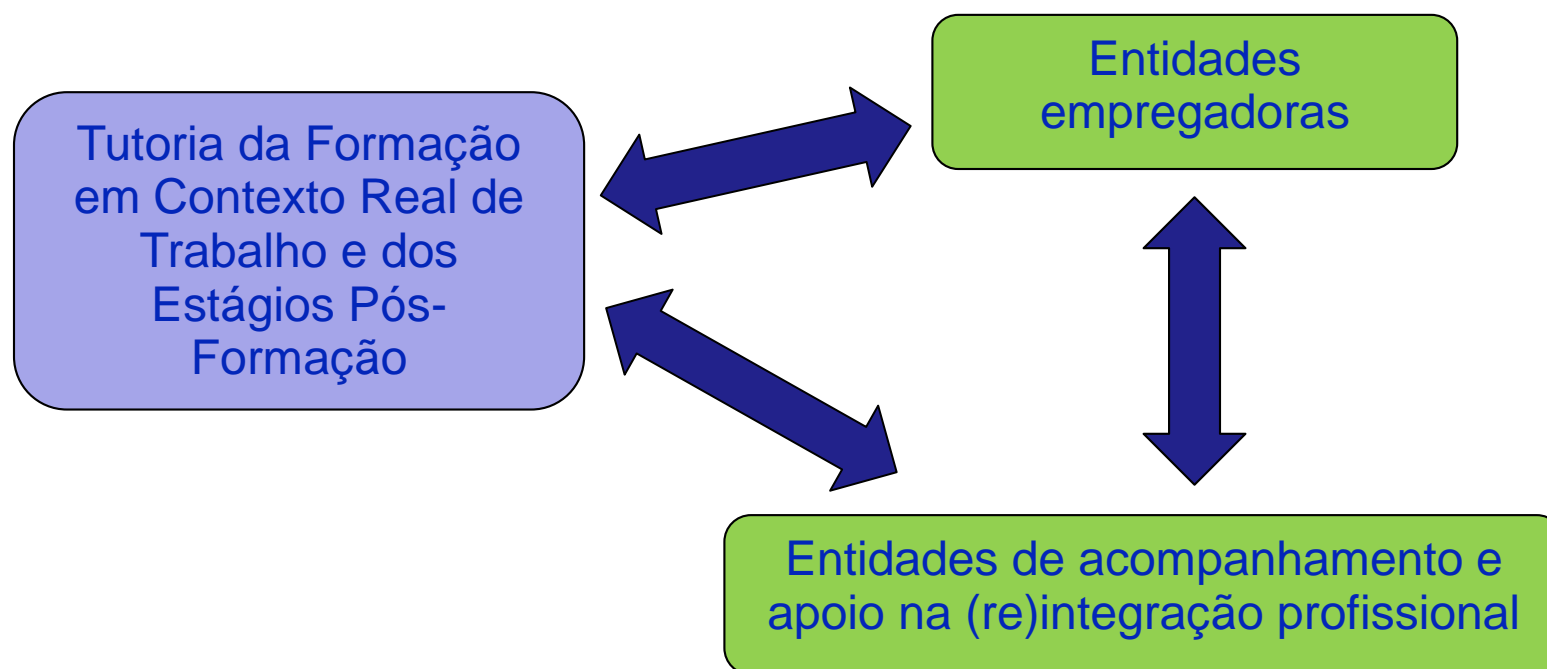 Tutoria da Formação
em Contexto Real de
Trabalho e dos
Estágios Pós-
Formação
Entidades
empregadoras
Entidades de acompanhamento e
apoio na (re)integração profissional